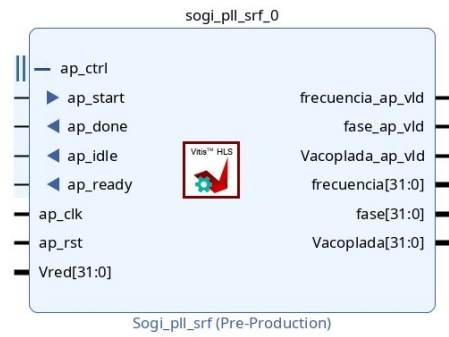 sogi_pll_srf_0
ap_ctrl
ap_start
frecuencia_ap_vld
ap_done
fase_ap_vld
ap_idle
Vacoplada_ap_vld
ap_ready
frecuencia[31:0]
ap_clk
fase[31:0]
ap_rst
Vacoplada[31:0]
Vred[31:0]
Vitis™ HLS
Sogi_pll_srf (Pre-Production)